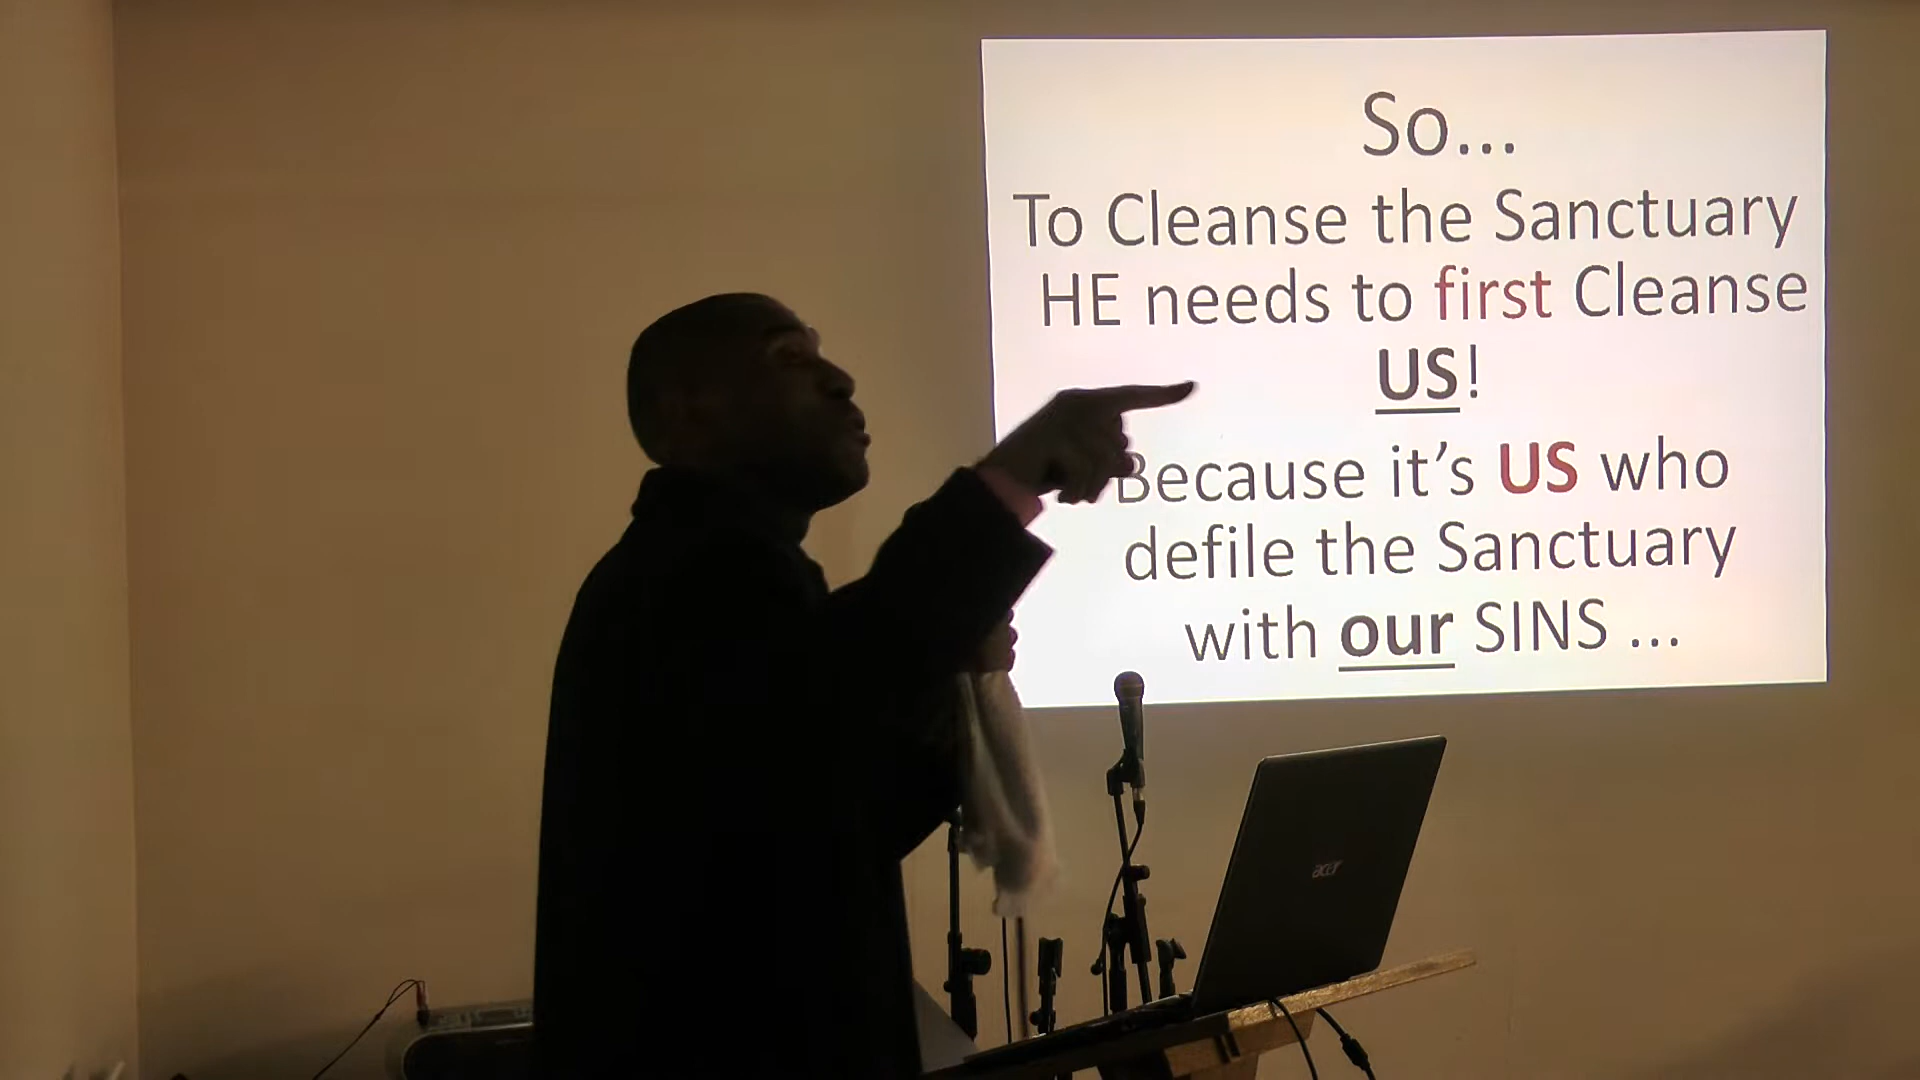 So...
To Cleanse the Sanctuary
HE needs to first Cleanse
US!
Because it's US who
defile the Sanctuary
with our SINS ...
acer